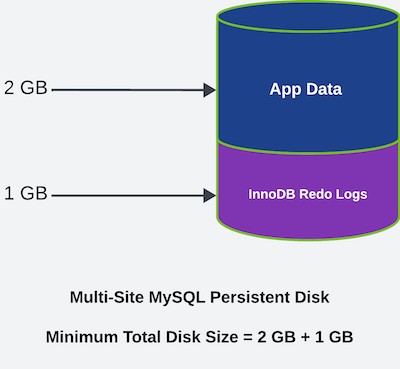 2 GB
App Data
1 GB
InnoDB Redo Logs
Multi-Site MySQL Persistent Disk
Minimum Total Disk Size = 2 GB + 1 GB